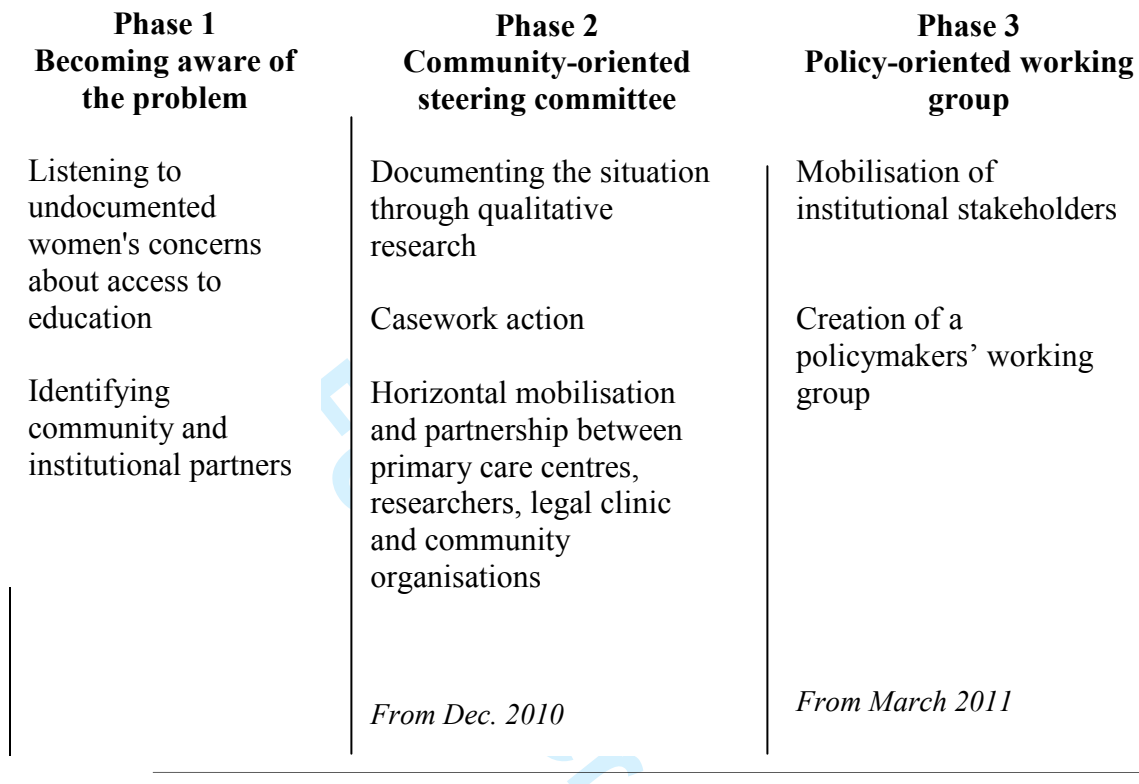 Phase 1
Becoming aware of
the problem
Listening to
undocumented
women's concerns
about access to
education
Identifying
community and
institutional partners
Phase 2
Community-oriented
steering committee
Documenting the situation
through qualitative
research
Casework action
Horizontal mobilisation
and partnership between
primary care centres,
researchers, legal clinic
and community
organisations
From Dec. 2010
Phase 3
Policy-oriented working
group
Mobilisation of
institutional stakeholders
Creation of a
policymakers’ working
group
From March 2011